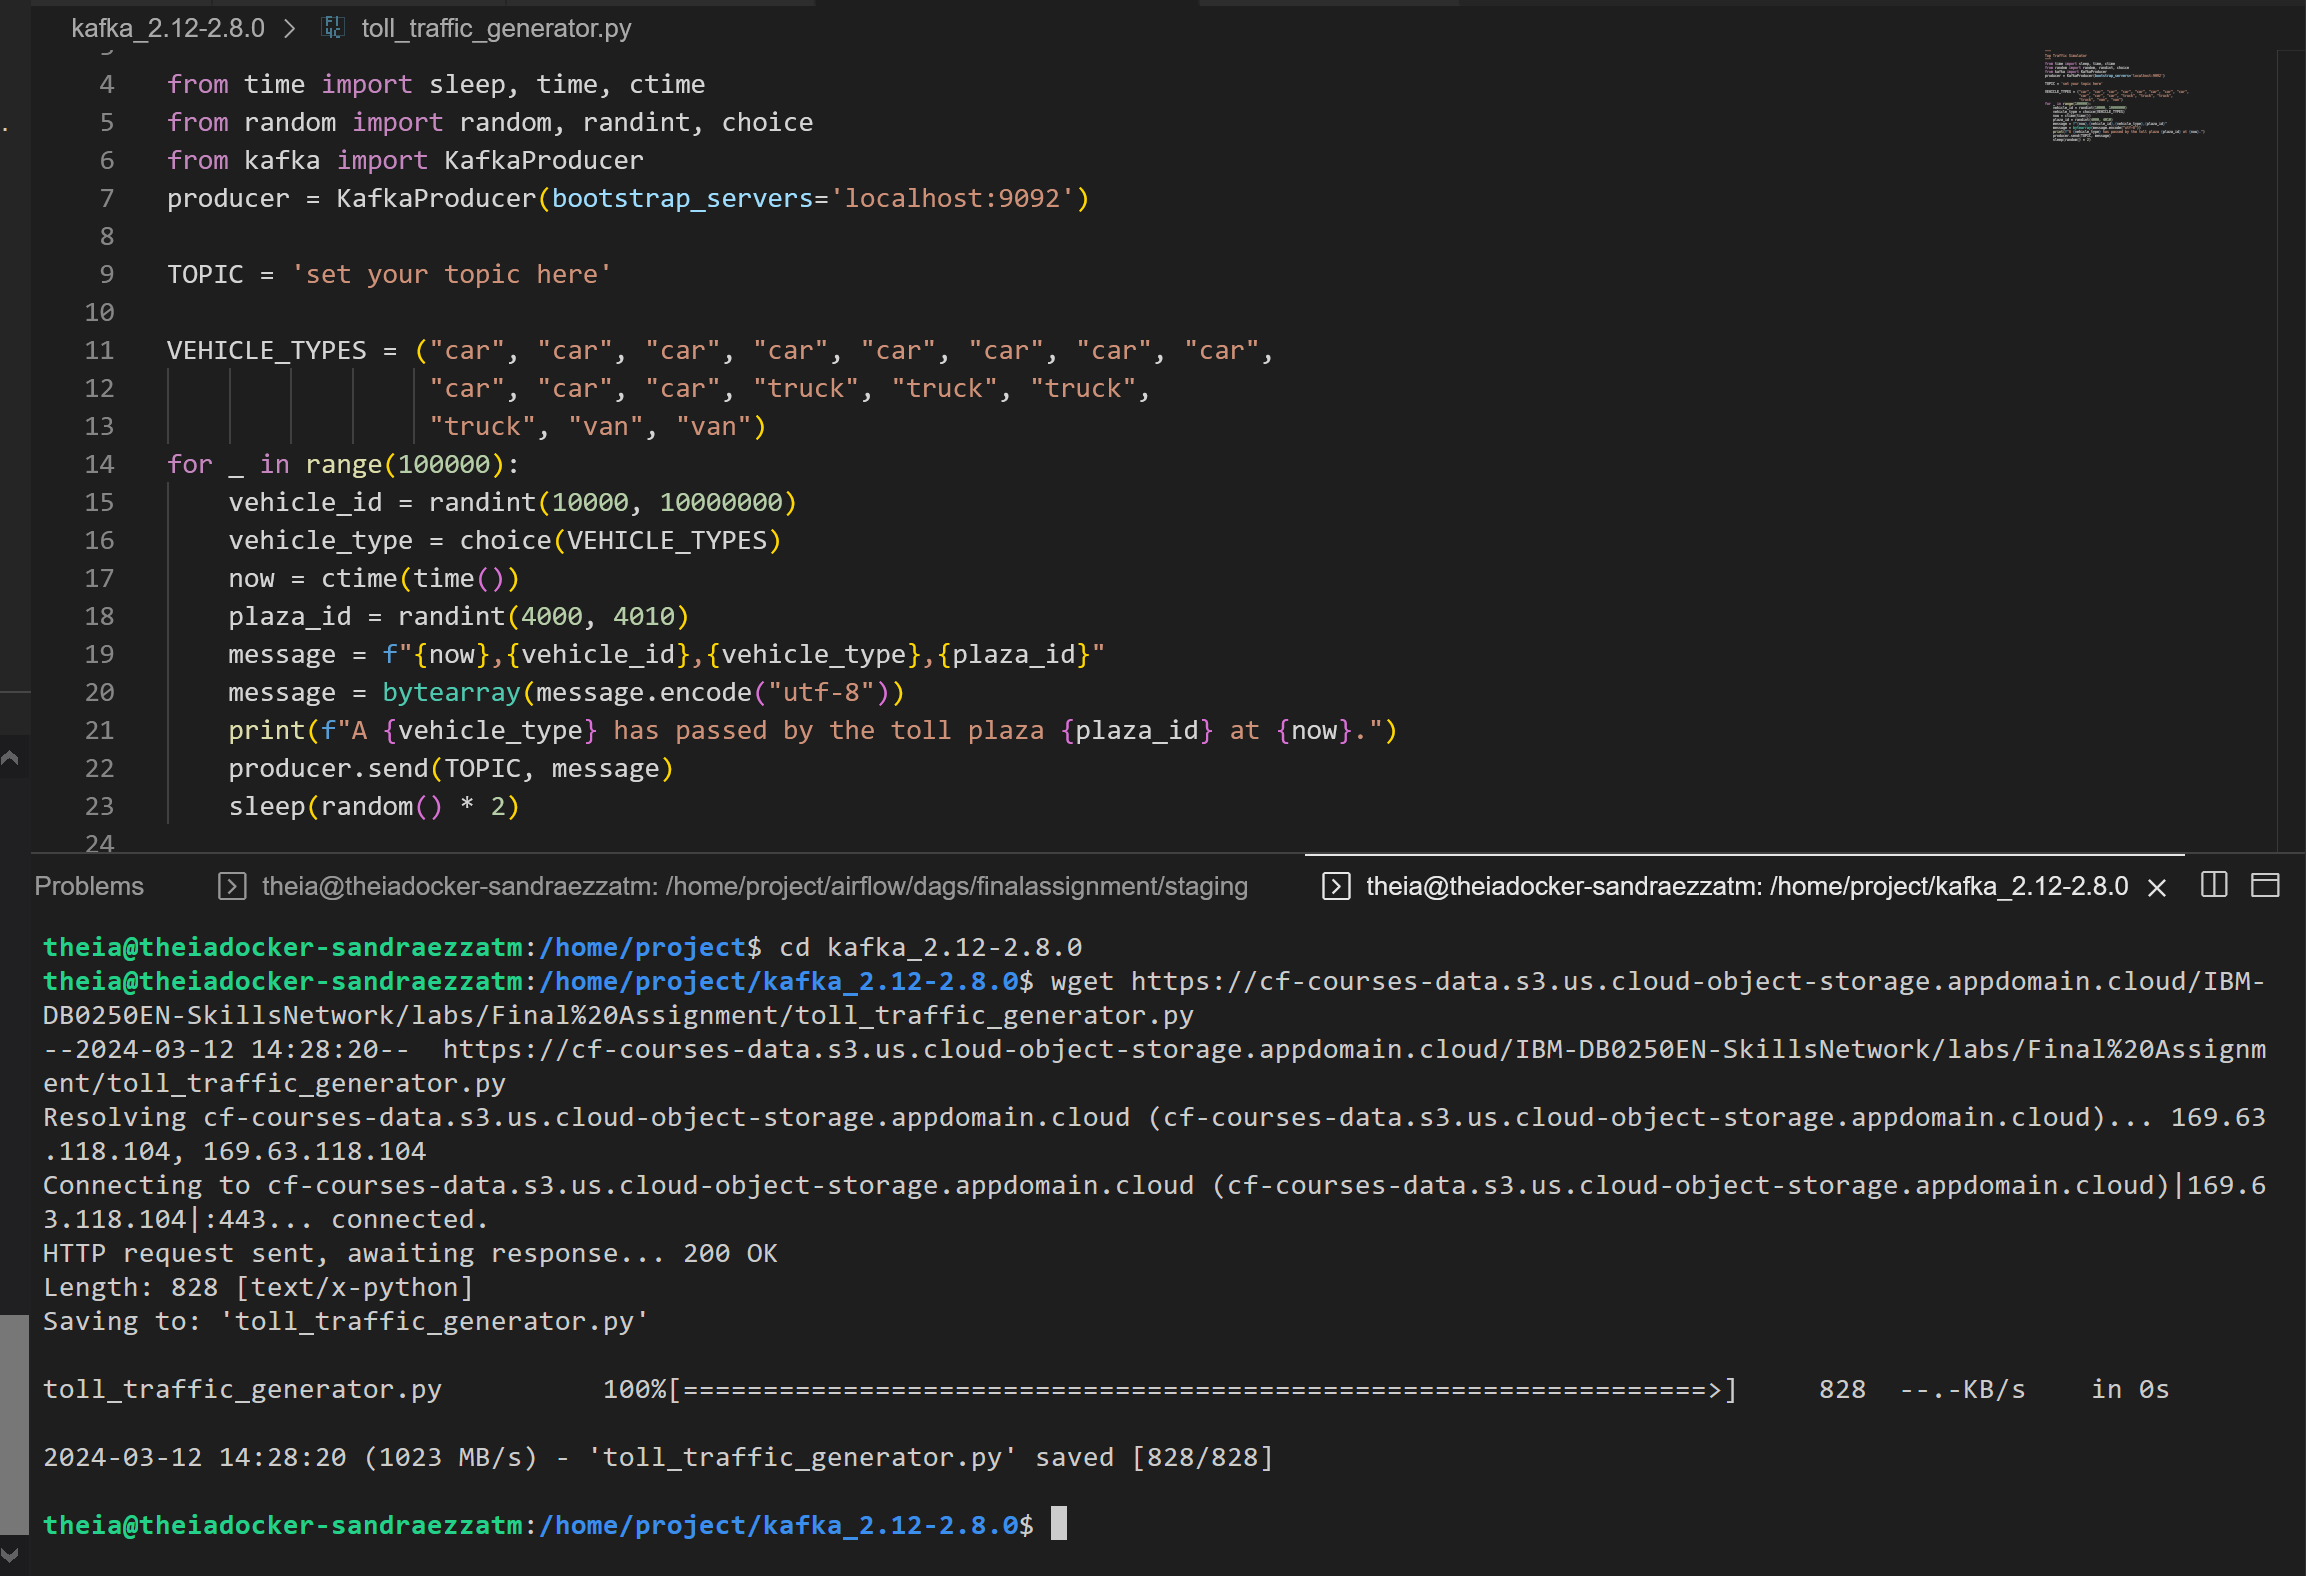 kafka_2.12-2.8.0 > toll_traffic_generator.py
4 from time import sleep, time, ctime
5 from random import random, randint, choice
6 from kafka import KafkaProducer
7 producer = KafkaProducer(bootstrap_servers='localhost:9092')
8
9 TOPIC = 'set your topic here'
10
11 VEHICLE_TYPES = ("car", "car", "car", "car", "car", "car", "car", "car",
12 "car", "car", "car", "truck", "truck", "truck",
13 "truck", "van", "van")
14 for _ in range(100000):
15 vehicle_id = randint(10000, 10000000)
16 vehicle_type = choice(VEHICLE_TYPES)
17 now = ctime(time())
18 plaza_id = randint(4000, 4010)
19 message = f"{now},{vehicle_id},{vehicle_type},{plaza_id}"
20 message = bytearray(message.encode("utf-8"))
21 print(f"A {vehicle_type} has passed by the toll plaza {plaza_id} at {now}.")
22 producer.send(TOPIC, message)
23 sleep(random() * 2)
24
Problems theia@theiadocker-sandraezzatm: /home/project/airflow/dags/finalassignment/staging theia@theiadocker-sandraezzatm: /home/project/kafka_2.12-2.8.0
theia@theiadocker-sandraezzatm:/home/project$ cd kafka_2.12-2.8.0
theia@theiadocker-sandraezzatm:/home/project/kafka_2.12-2.8.0$ wget https://cf-courses-data.s3.us.cloud-object-storage.appdomain.cloud/IBM-
DB0250EN-SkillsNetwork/labs/Final%20Assignment/toll_traffic_generator.py
--2024-03-12 14:28:20--  https://cf-courses-data.s3.us.cloud-object-storage.appdomain.cloud/IBM-DB0250EN-SkillsNetwork/labs/Final%20Assignm
ent/toll_traffic_generator.py
Resolving cf-courses-data.s3.us.cloud-object-storage.appdomain.cloud (cf-courses-data.s3.us.cloud-object-storage.appdomain.cloud)... 169.63
.118.104, 169.63.118.104
Connecting to cf-courses-data.s3.us.cloud-object-storage.appdomain.cloud (cf-courses-data.s3.us.cloud-object-storage.appdomain.cloud)|169.6
3.118.104|:443... connected.
HTTP request sent, awaiting response... 200 OK
Length: 828 [text/x-python]
Saving to: 'toll_traffic_generator.py'
toll_traffic_generator.py 100%[================================================================>] 828 --.-KB/s in 0s
2024-03-12 14:28:20 (1023 MB/s) - 'toll_traffic_generator.py' saved [828/828]
theia@theiadocker-sandraezzatm:/home/project/kafka_2.12-2.8.0$